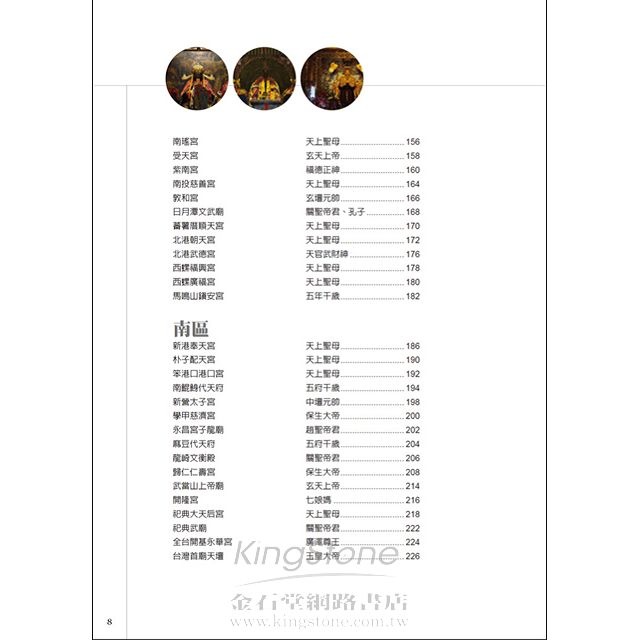 南瑤宮 天上聖母 156
受天宮 玄天上帝 158
紫南宮 福德正神 160
南投慈善宮 天上聖母 164
敦和宮 玄壇元帥 166
日月潭文武廟 關聖帝君、孔子 168
蕃薯厝順天宮 天上聖母 170
北港朝天宮 天上聖母 172
北港武德宮 天官武財神 176
西螺福興宮 天上聖母 178
西螺廣福宮 天上聖母 180
馬鳴山鎮安宮 五年千歲 182
南區
新港奉天宮 天上聖母 186
朴子配天宮 天上聖母 190
笨港口港口宮 天上聖母 192
南鯤鯓代天府 五府千歲 194
新營太子宮 中壇元帥 198
學甲慈濟宮 保生大帝 200
永昌宮子龍廟 趙聖帝君 202
麻豆代天府 五府千歲 204
龍崎文衡殿 關聖帝君 206
歸仁仁壽宮 保生大帝 208
武當山上帝廟 玄天上帝 214
開隆宮 七娘媽 216
祀典大天后宮 天上聖母 218
祀典武廟 關聖帝君 222
全台開基永華宮 廣澤尊王 224
台灣首廟天壇 玉皇大帝 226
KingStone
金石堂網路書店
www.kingstone.com.tw
8